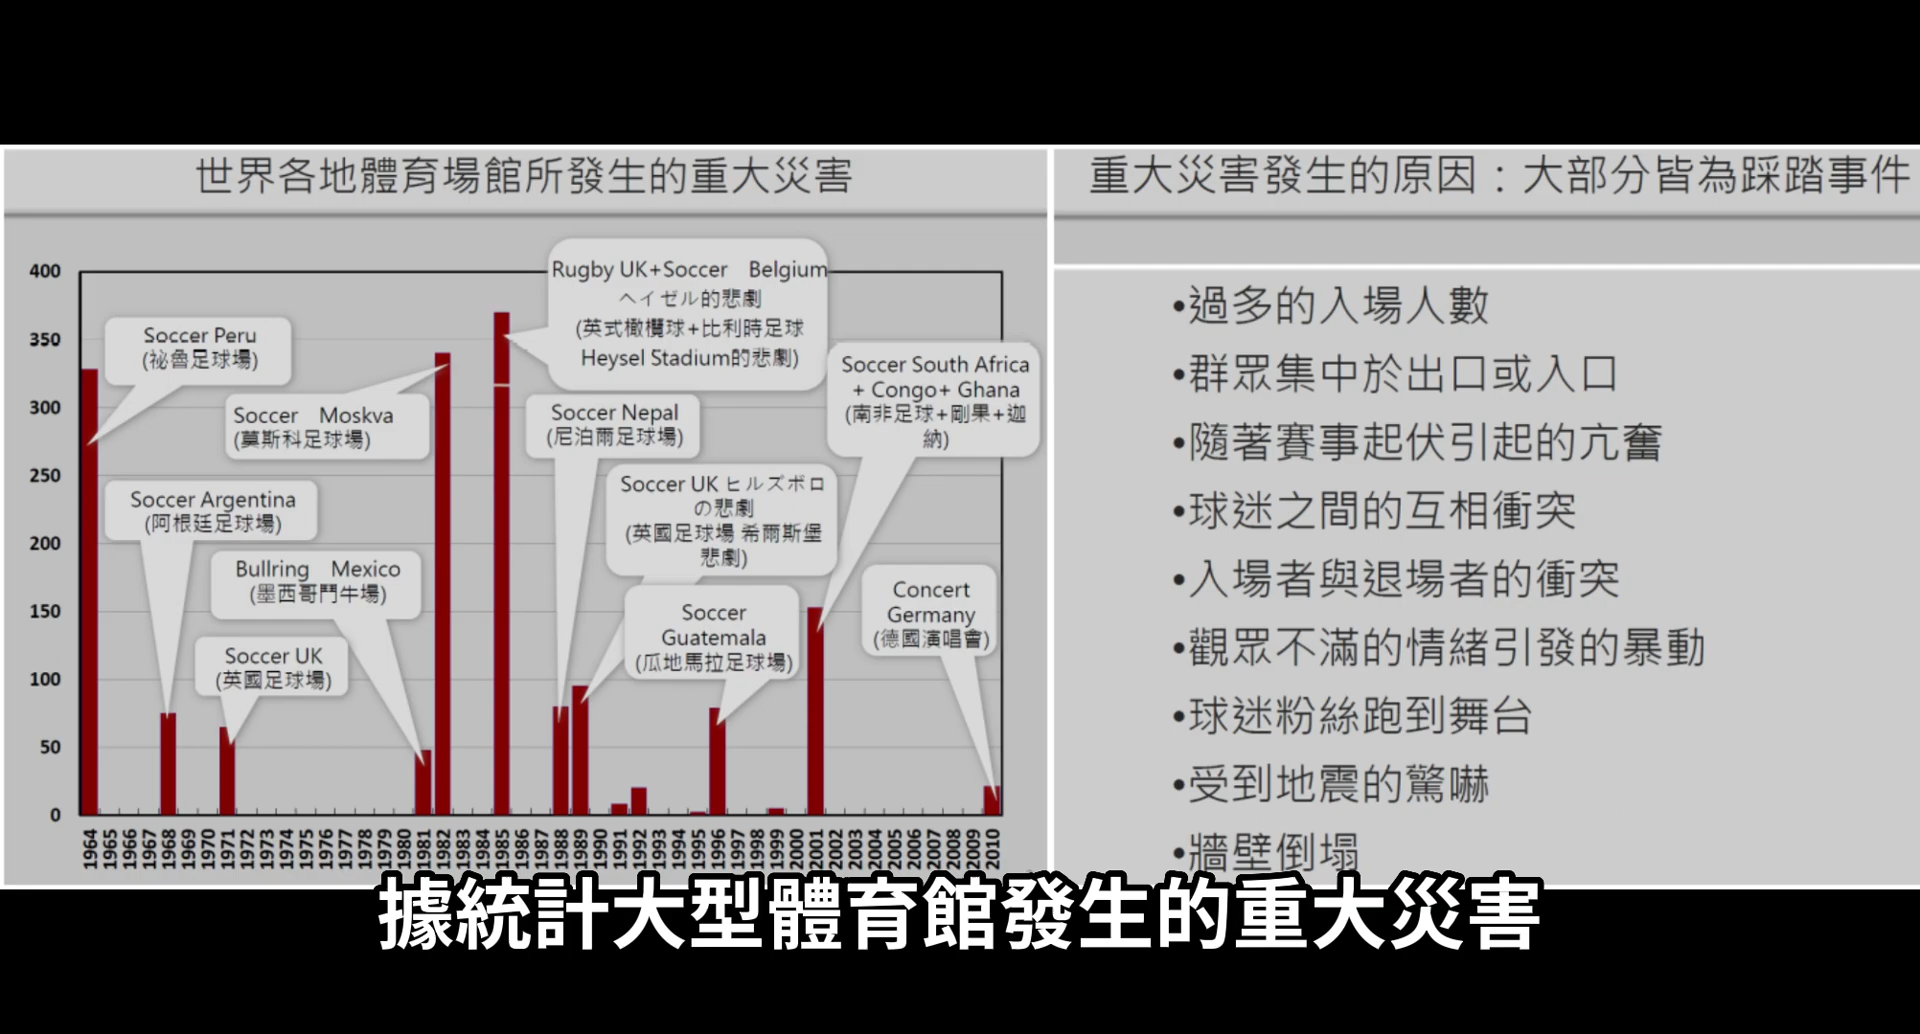 世界各地體育場館所發生的重大災害
400
350
300
250
200
150
100
50
0
Soccer Peru
(祕魯足球場)
Soccer Moskva
(莫斯科足球場)
Soccer Argentina
(阿根廷足球場)
Bullring Mexico
(墨西哥鬥牛場)
Soccer UK
(英國足球場)
Rugby UK+Soccer Belgium
ヘイゼル的悲劇
(英式橄欖球+比利時足球
Heysel Stadium的悲劇)
Soccer Nepal
(尼泊爾足球場)
Soccer UK ヒルズボロ
の悲劇
(英國足球場 希爾斯堡
悲劇)
Soccer
Guatemala
(瓜地馬拉足球場)
Soccer South Africa
+ Congo+ Ghana
(南非足球+剛果+迦
納)
Concert
Germany
(德國演唱會)
1964 1965 1966 1967 1968 1969 1970 1971 1972 1973 1974 1975 1976 1977 1978 1979 1980 1981 1982 1983 1984 1985 1986 1987 1988 1989 1990 1991 1992 1993 1994 1995 1996 1997 1998 1999 2000 2001 2002 2003 2004 2005 2006 2007 2008 2009 2010
重大災害發生的原因：大部分皆為踩踏事件
•過多的入場人數
•群眾集中於出口或入口
•隨著賽事起伏引起的亢奮
•球迷之間的互相衝突
•入場者與退場者的衝突
•觀眾不滿的情緒引發的暴動
•球迷粉絲跑到舞台
•受到地震的驚嚇
•牆壁倒塌
據統計大型體育館發生的重大災害